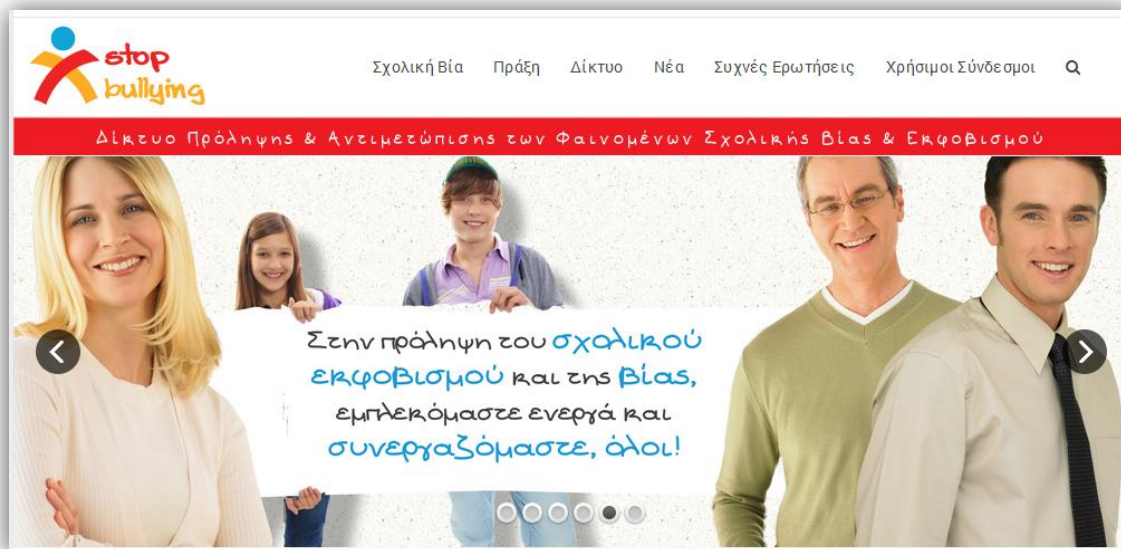 stop
bullying
Σχολική Βία Πράξη Δίκτυο Νέα Συχνές Ερωτήσεις Χρήσιμοι Σύνδεσμοι
Δίκτυο Πρόληψης & Αντιμετώπισης των Φαινομένων Σχολικής Βίας & Εκφοβισμού
Στην πρόληψη του σχολικού
εκφοβισμού και της βίας,
εμπλεκόμαστε ενεργά και
συνεργαζόμαστε, όλοι!